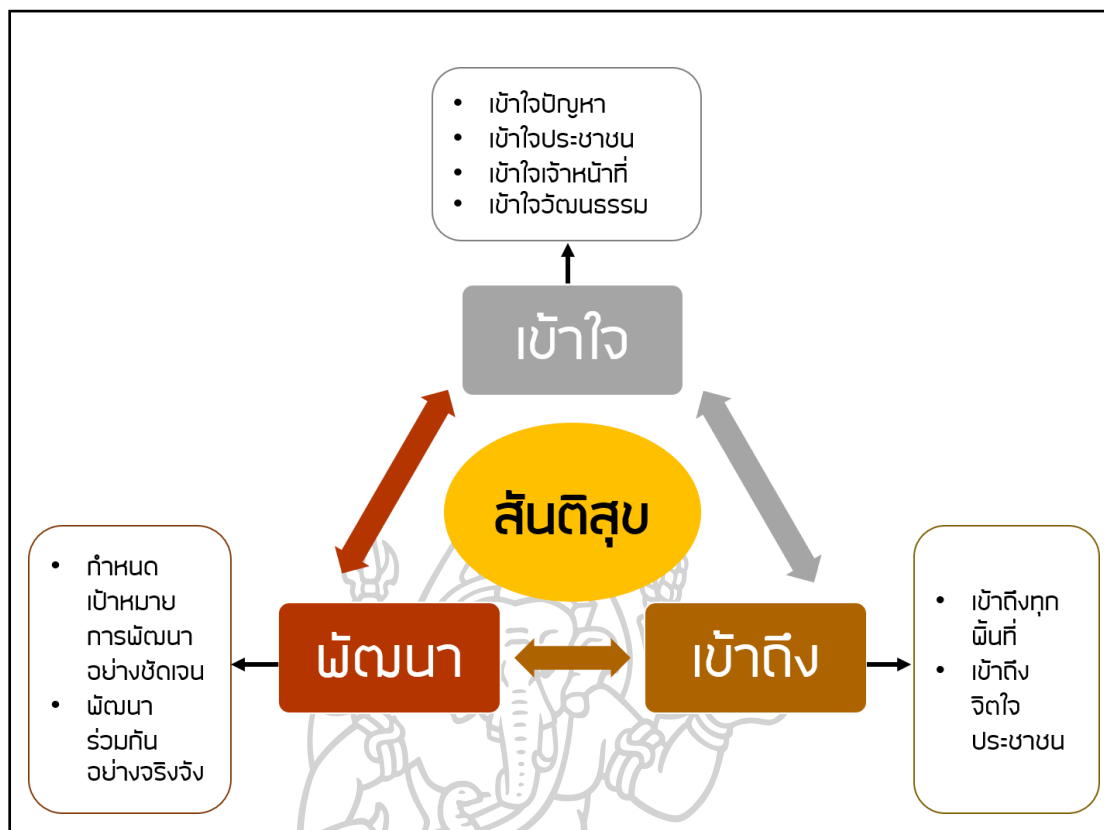 • เข้าใจปัญหา
• เข้าใจประชาชน
• เข้าใจเจ้าหน้าที่
• เข้าใจวัฒนธรรม
เข้าใจ
สันติสุข
พัฒนา
เข้าถึง
• กำหนด
เป้าหมาย
การพัฒนา
อย่างชัดเจน
• พัฒนา
ร่วมกัน
อย่างจริงจัง
• เข้าถึงทุก
พื้นที่
• เข้าถึง
จิตใจ
ประชาชน